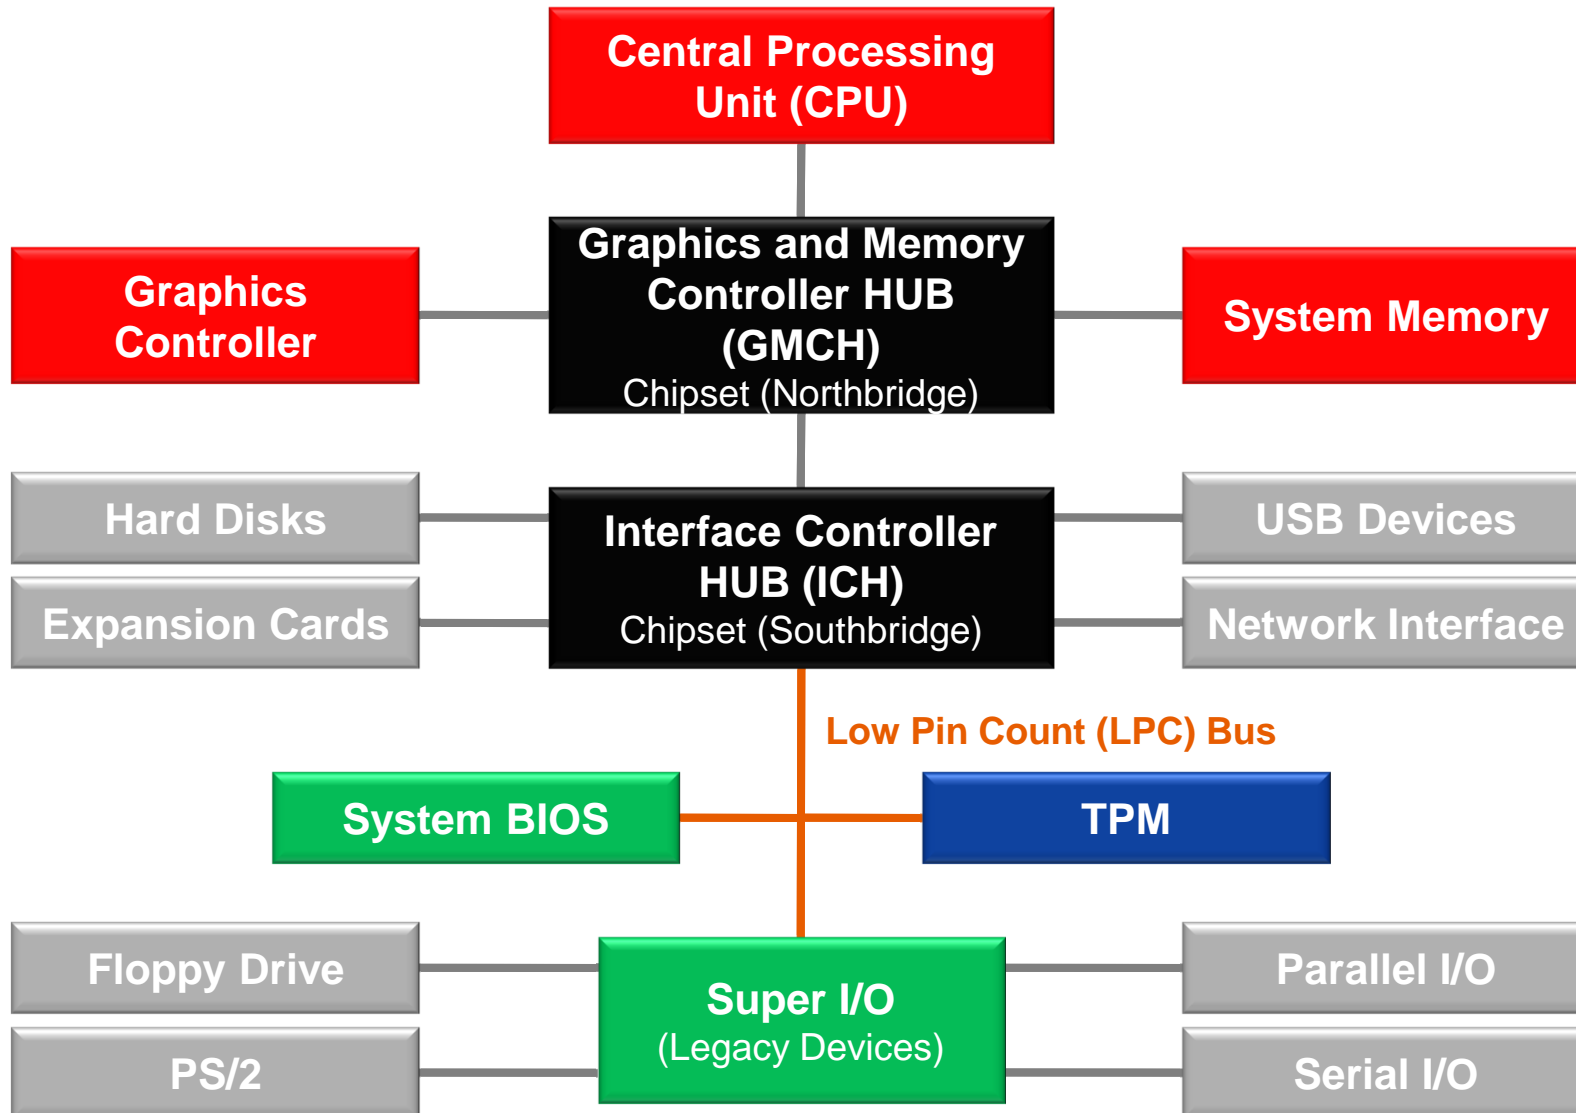 Central Processing
Unit (CPU)
Graphics and Memory
Controller HUB
(GMCH)
Chipset (Northbridge)
Graphics
Controller
System Memory
Hard Disks
Expansion Cards
Interface Controller
HUB (ICH)
Chipset (Southbridge)
USB Devices
Network Interface
Low Pin Count (LPC) Bus
System BIOS
TPM
Floppy Drive
PS/2
Super I/O
(Legacy Devices)
Parallel I/O
Serial I/O